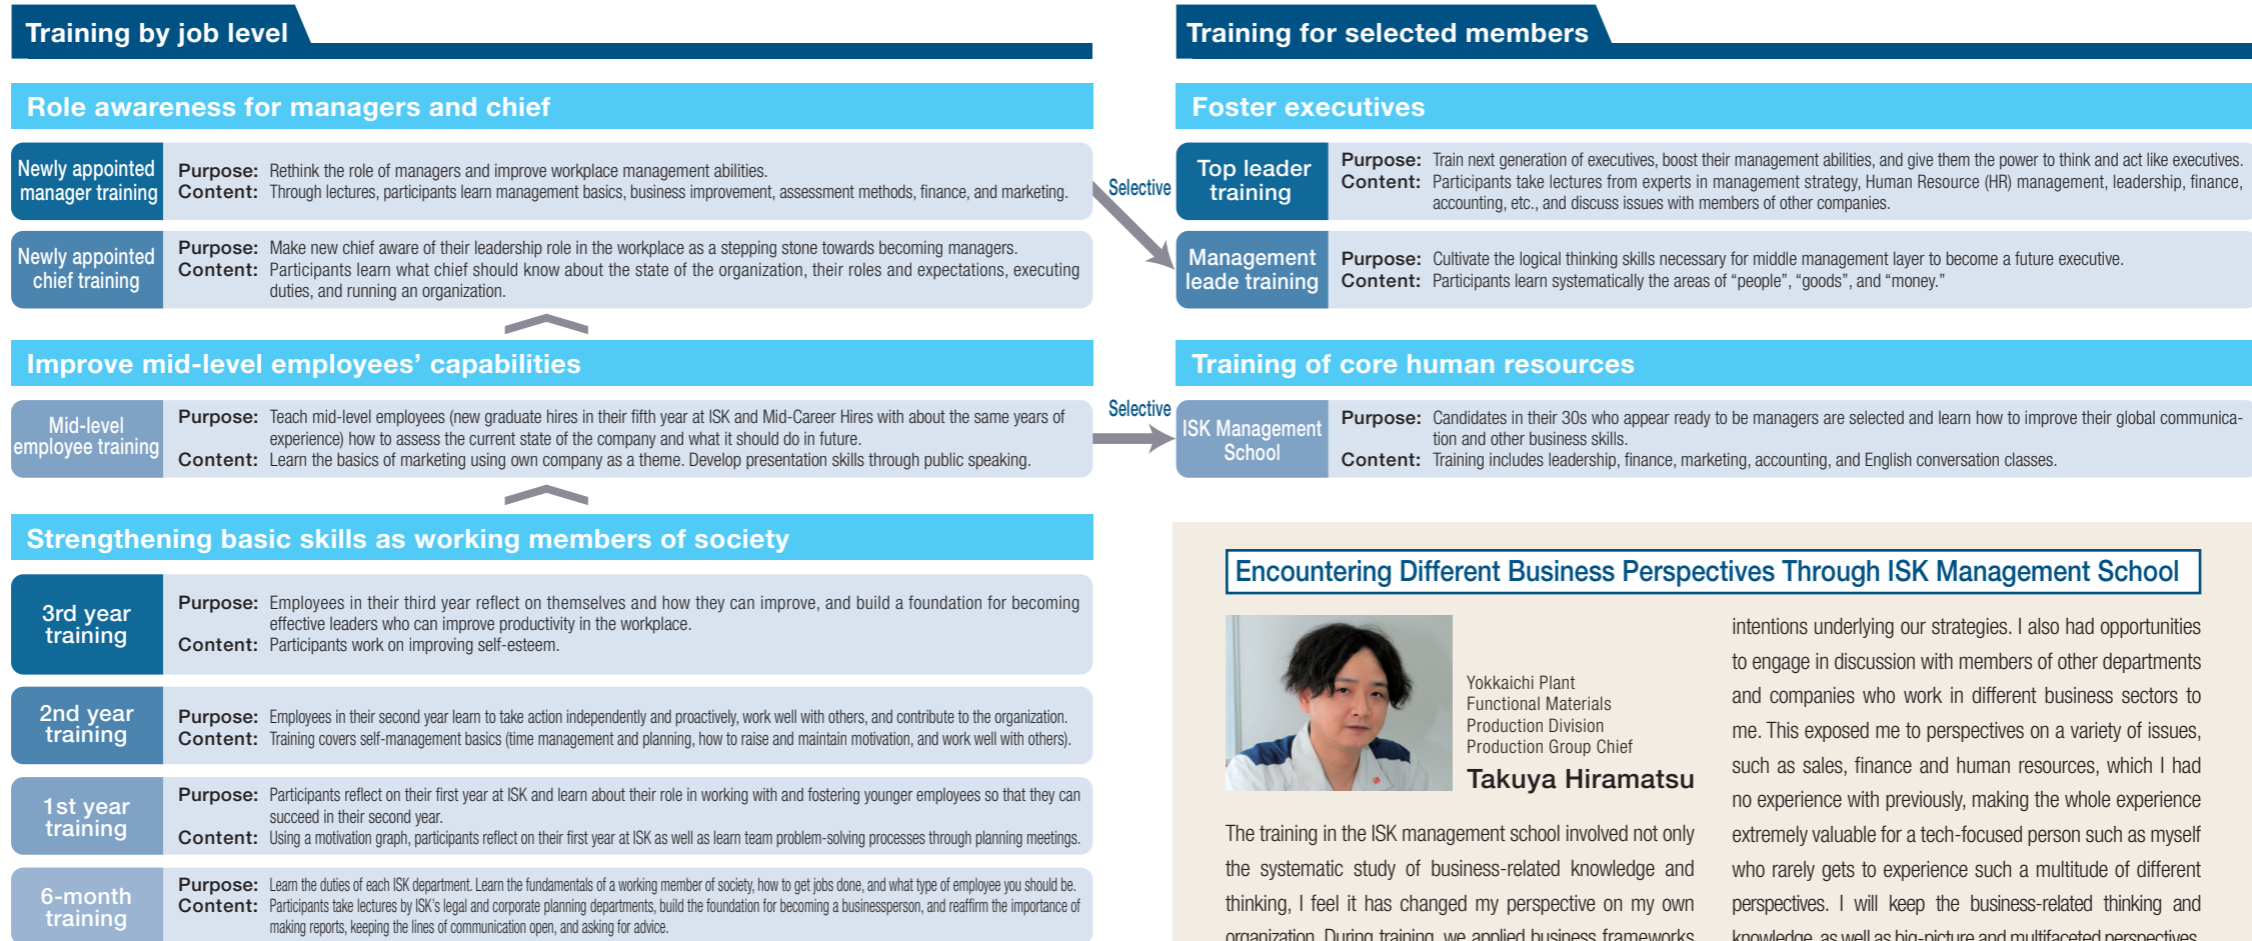 Training by job level
Role awareness for managers and chief
Newly appointed
manager training
Purpose: Rethink the role of managers and improve workplace management abilities.
Content: Through lectures, participants learn management basics, business improvement, assessment methods, finance, and marketing.
Newly appointed
chief training
Purpose: Make new chief aware of their leadership role in the workplace as a stepping stone towards becoming managers.
Content: Participants learn what chief should know about the state of the organization, their roles and expectations, executing
duties, and running an organization.
Improve mid-level employees’ capabilities
Mid-level
employee training
Purpose: Teach mid-level employees (new graduate hires in their fifth year at ISK and Mid-Career Hires with about the same years of
experience) how to assess the current state of the company and what it should do in future.
Content: Learn the basics of marketing using own company as a theme. Develop presentation skills through public speaking.
Strengthening basic skills as working members of society
3rd year
training
Purpose: Employees in their third year reflect on themselves and how they can improve, and build a foundation for becoming
effective leaders who can improve productivity in the workplace.
Content: Participants work on improving self-esteem.
2nd year
training
Purpose: Employees in their second year learn to take action independently and proactively, work well with others, and contribute to the organization.
Content: Training covers self-management basics (time management and planning, how to raise and maintain motivation, and work well with others).
1st year
training
Purpose: Participants reflect on their first year at ISK and learn about their role in working with and fostering younger employees so that they can
succeed in their second year.
Content: Using a motivation graph, participants reflect on their first year at ISK as well as learn team problem-solving processes through planning meetings.
6-month
training
Purpose: Learn the duties of each ISK department. Learn the fundamentals of a working member of society, how to get jobs done, and what type of employee you should be.
Content: Participants take lectures by ISK’s legal and corporate planning departments, build the foundation for becoming a businessperson, and reaffirm the importance of
making reports, keeping the lines of communication open, and asking for advice.
Selective
Selective
Training for selected members
Foster executives
Top leader
training
Purpose: Train next generation of executives, boost their management abilities, and give them the power to think and act like executives.
Content: Participants take lectures from experts in management strategy, Human Resource (HR) management, leadership, finance,
accounting, etc., and discuss issues with members of other companies.
Management
leade training
Purpose: Cultivate the logical thinking skills necessary for middle management layer to become a future executive.
Content: Participants learn systematically the areas of “people”, “goods”, and “money.”
Training of core human resources
ISK Management
School
Purpose: Candidates in their 30s who appear ready to be managers are selected and learn how to improve their global communica-
tion and other business skills.
Content: Training includes leadership, finance, marketing, accounting, and English conversation classes.
Encountering Different Business Perspectives Through ISK Management School
Yokkaichi Plant
Functional Materials
Production Division
Production Group Chief
Takuya Hiramatsu
The training in the ISK management school involved not only
the systematic study of business-related knowledge and
thinking, I feel it has changed my perspective on my own
organization. During training, we applied business frameworks
intentions underlying our strategies. I also had opportunities
to engage in discussion with members of other departments
and companies who work in different business sectors to
me. This exposed me to perspectives on a variety of issues,
such as sales, finance and human resources, which I had
no experience with previously, making the whole experience
extremely valuable for a tech-focused person such as myself
who rarely gets to experience such a multitude of different
perspectives. I will keep the business-related thinking and
knowledge, as well as big-picture and multifaceted perspectives,